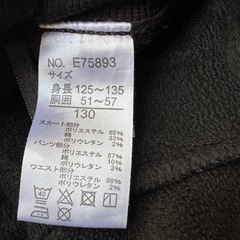 NO. E75893
サイズ
身長 125～135
胴囲 51～57
130
スカート部分
ポリエステル 65%
綿 33%
ポリウレタン 2%
パンツ部分
ポリエステル 87%
綿 10%
ポリウレタン 3%
ウエスト部分
ポリエステル 98%
ポリウレタン 2%
40